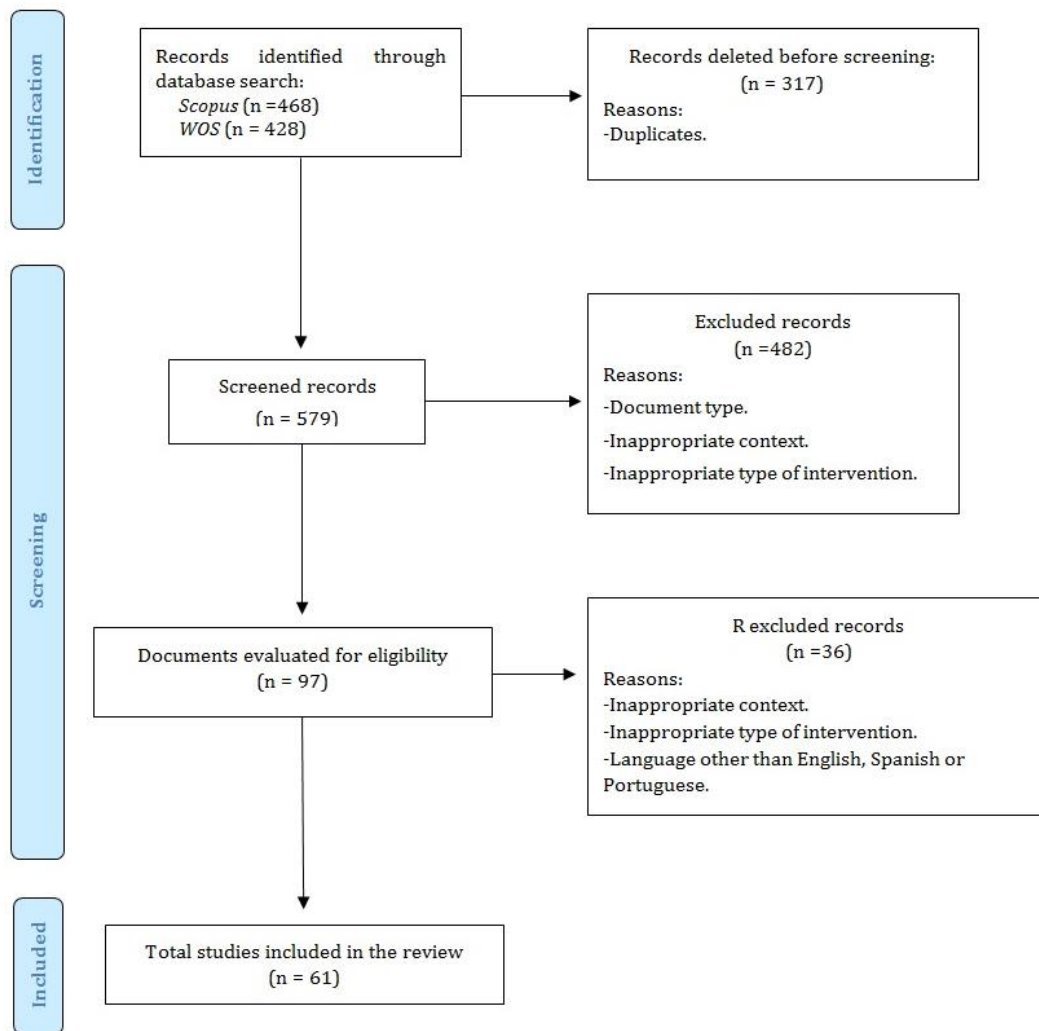 Identification
Records identified through
database search:
Scopus (n =468)
WOS (n = 428)
Records deleted before screening:
(n = 317)
Reasons:
-Duplicates.
Screening
Screened records
(n = 579)
Excluded records
(n =482)
Reasons:
-Document type.
-Inappropriate context.
-Inappropriate type of intervention.
Documents evaluated for eligibility
(n = 97)
R excluded records
(n =36)
Reasons:
-Inappropriate context.
-Inappropriate type of intervention.
-Language other than English, Spanish or
Portuguese.
Included
Total studies included in the review
(n = 61)